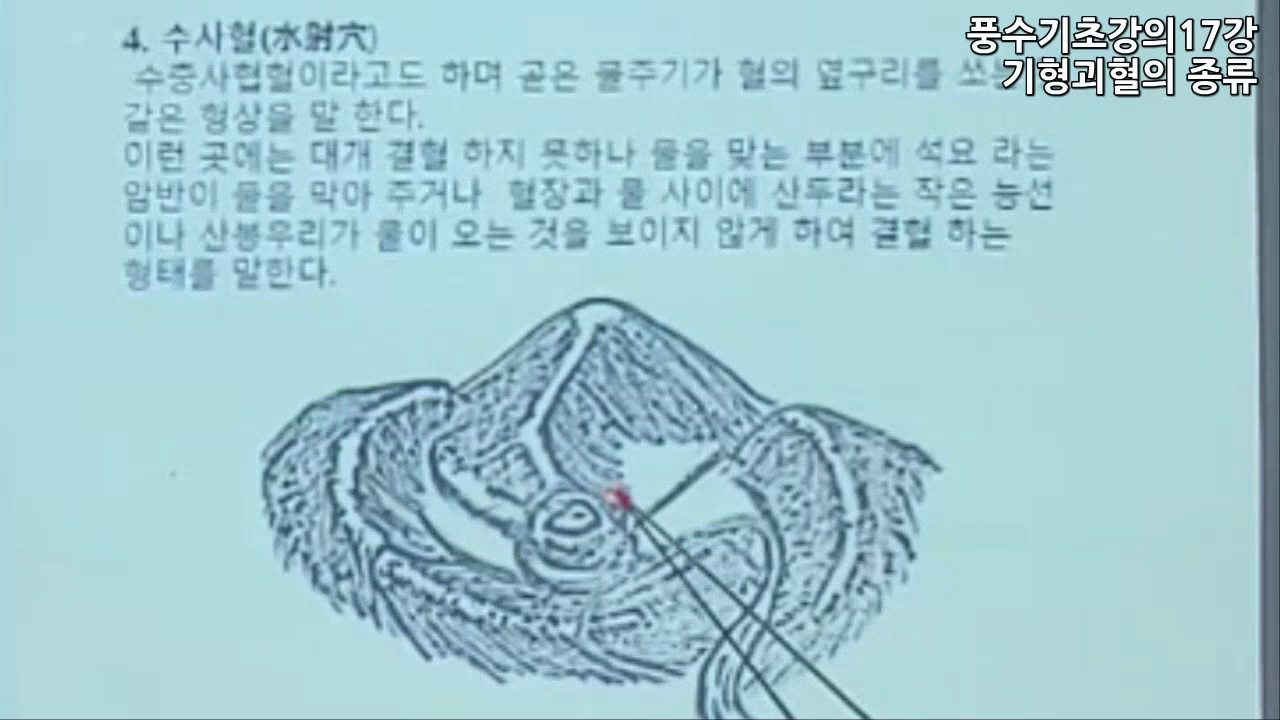 풍수기초강의17강
기형괴혈의 종류
4. 수사혈(水射穴)
수충사협혈이라고드 하며 곧은 물주기가 혈의 옆구리를
같은 형상을 말 한다.
이런 곳에는 대개 결혈 하지 못하나 물을 맞는 부분에 석요 라는
암반이 물을 막아 주거나 혈장과 물 사이에 산두라는 작은 능선
이나 산봉우리가 물이 오는 것을 보이지 않게 하여 결혈 하는
형태를 말한다.